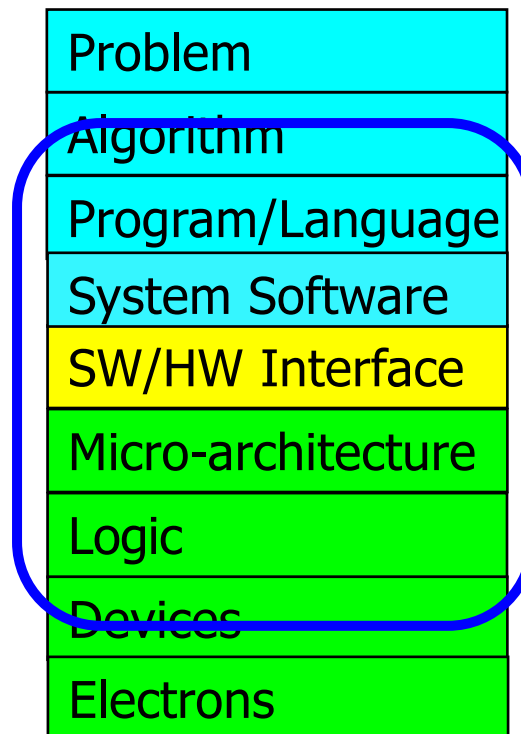 Problem
Algorithm
Program/Language
System Software
SW/HW Interface
Micro-architecture
Logic
Devices
Electrons